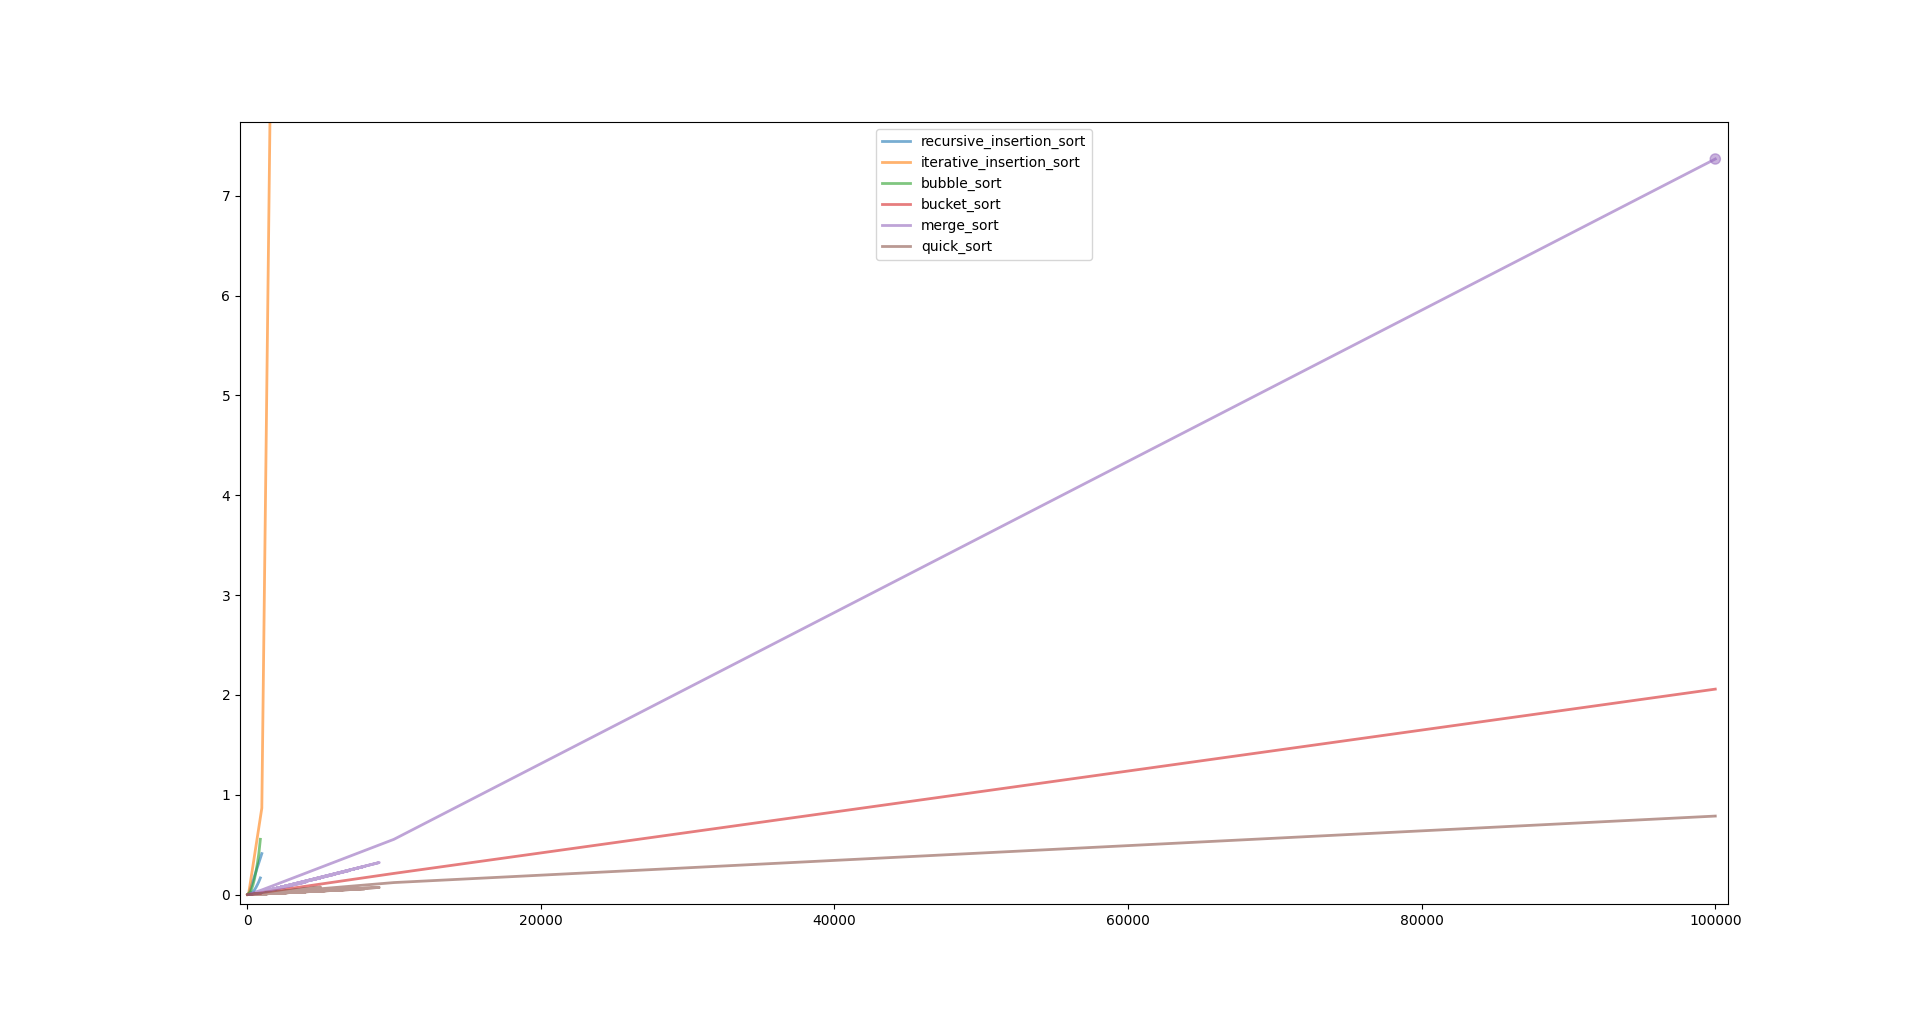 recursive_insertion_sort
iterative_insertion_sort
bubble_sort
bucket_sort
merge_sort
quick_sort
7
6
5
4
3
2
1
0
0 20000 40000 60000 80000 100000